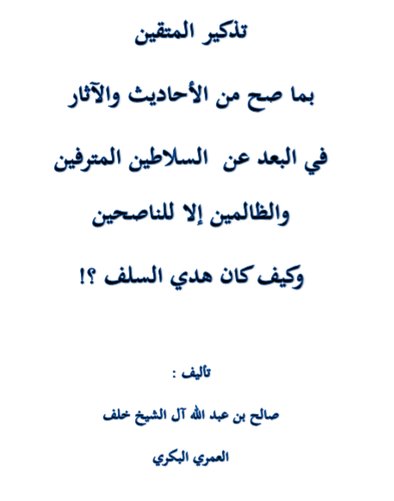 تذكير المتقين
بما صح من الأحاديث والآثار
في البعد عن السلاطين المترفين
والظالمين إلا للناصحين
وكيف كان هدي السلف ؟!
تأليف :
صالح بن عبد الله آل الشيخ خلف
العمري البكري